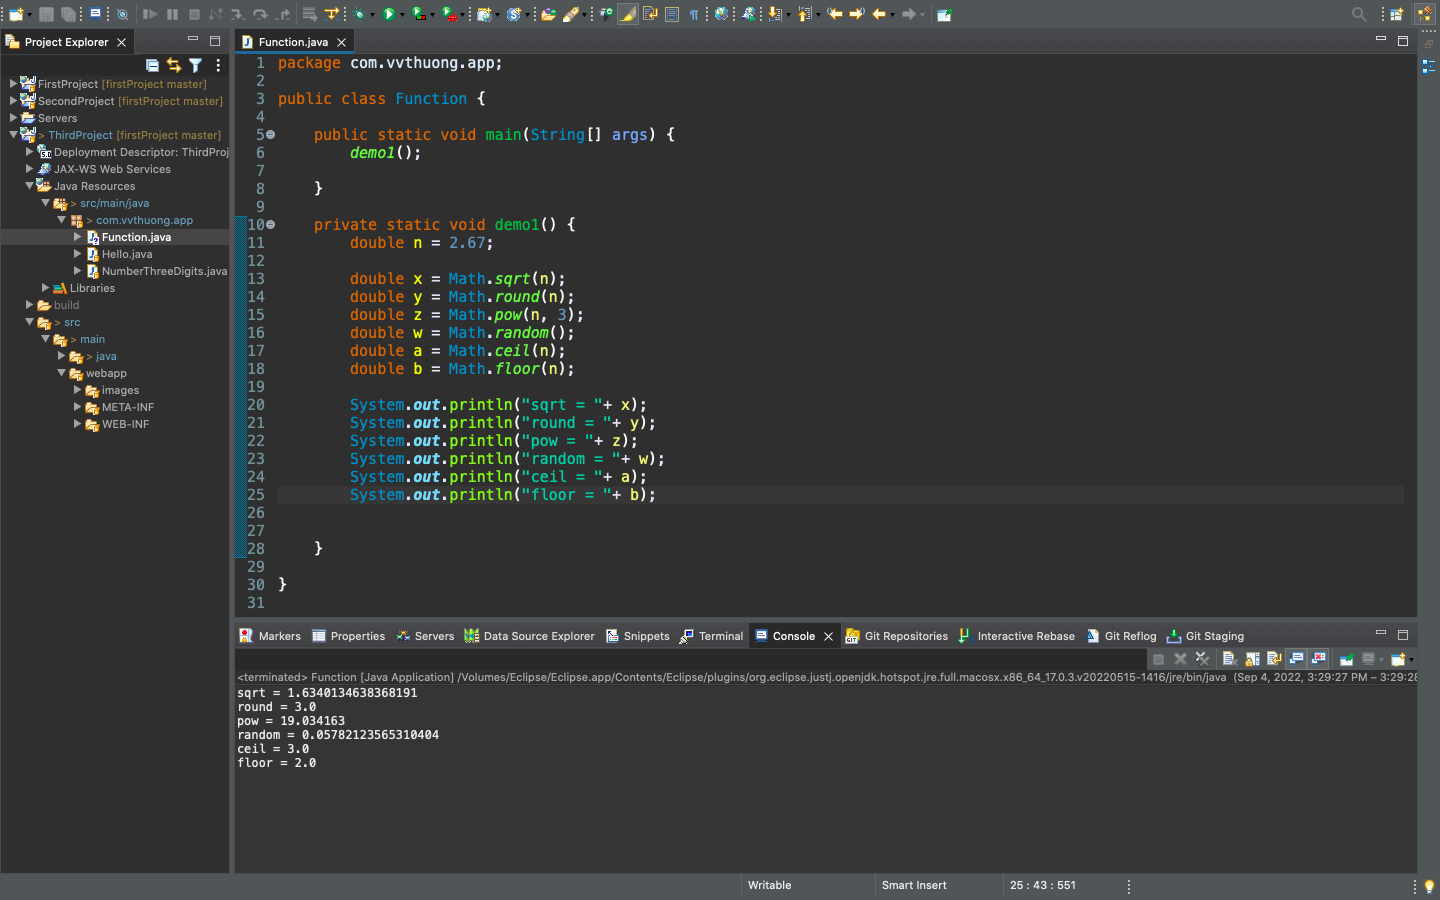 Project Explorer
FirstProject [firstProject master]
SecondProject [firstProject master]
Servers
> ThirdProject [firstProject master]
Deployment Descriptor: ThirdProj
JAX-WS Web Services
Java Resources
> src/main/java
> com.vvthuong.app
Function.java
Hello.java
NumberThreeDigits.java
Libraries
build
> src
> main
> java
webapp
images
META-INF
WEB-INF
Function.java
1 package com.vvthuong.app;
2
3 public class Function {
4
5 public static void main(String[] args) {
6 demo1();
7
8 }
9
10 private static void demo1() {
11 double n = 2.67;
12
13 double x = Math.sqrt(n);
14 double y = Math.round(n);
15 double z = Math.pow(n, 3);
16 double w = Math.random();
17 double a = Math.ceil(n);
18 double b = Math.floor(n);
19
20 System.out.println("sqrt = "+ x);
21 System.out.println("round = "+ y);
22 System.out.println("pow = "+ z);
23 System.out.println("random = "+ w);
24 System.out.println("ceil = "+ a);
25 System.out.println("floor = "+ b);
26
27
28 }
29
30 }
31
Markers Properties Servers Data Source Explorer Snippets Terminal Console Git Repositories Interactive Rebase Git Reflog Git Staging
<terminated> Function [Java Application] /Volumes/Eclipse/Eclipse.app/Contents/Eclipse/plugins/org.eclipse.justj.openjdk.hotspot.jre.full.macosx.x86_64_17.0.3.v20220515-1416/jre/bin/java (Sep 4, 2022, 3:29:27 PM – 3:29:28
sqrt = 1.6340134638368191
round = 3.0
pow = 19.034163
random = 0.05782123565310404
ceil = 3.0
floor = 2.0
Writable Smart Insert 25 : 43 : 551